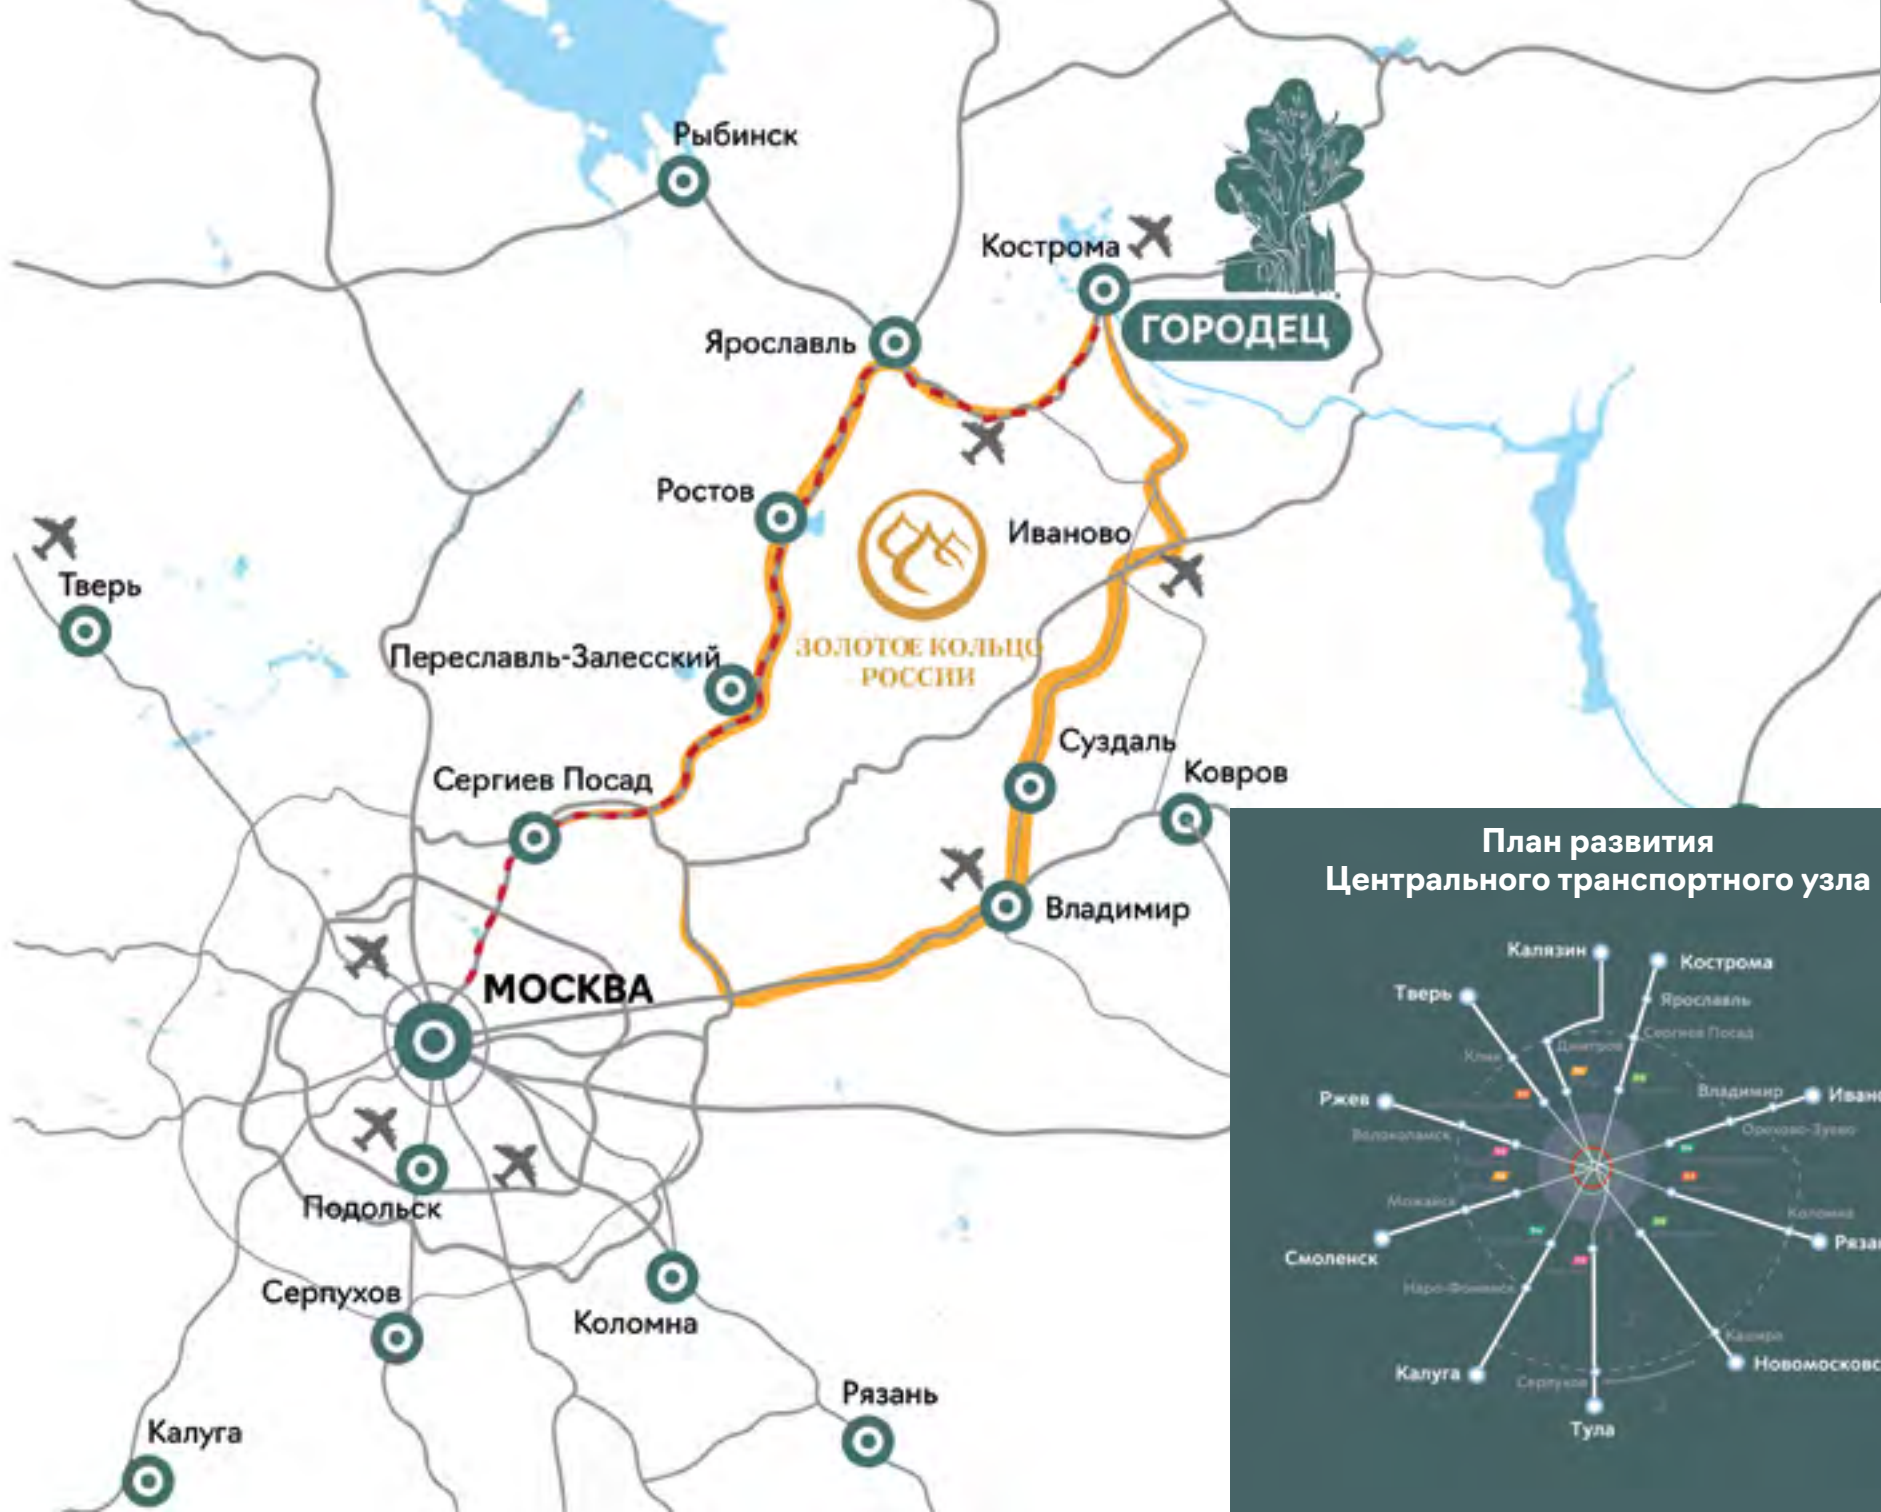 Рыбинск
Кострома
ГОРОДЕЦ
Ярославль
Ростов
Иваново
Тверь
ЗОЛОТОЕ КОЛЬЦО
РОССИИ
Переславль-Залесский
Суздаль
Ковров
Сергиев Посад
Владимир
МОСКВА
Подольск
Серпухов
Коломна
Рязань
Калуга
План развития
Центрального транспортного узла
Калязин
Кострома
Тверь
Ярославль
Сергиев Посад
Дмитров
Клин
Ржев
Владимир
Иван
Волоколамск
Орехово-Зуево
Можайск
Коломна
Смоленск
Ряза
Наро-Фоминск
Кашира
Новомосковс
Калуга
Серпухов
Тула